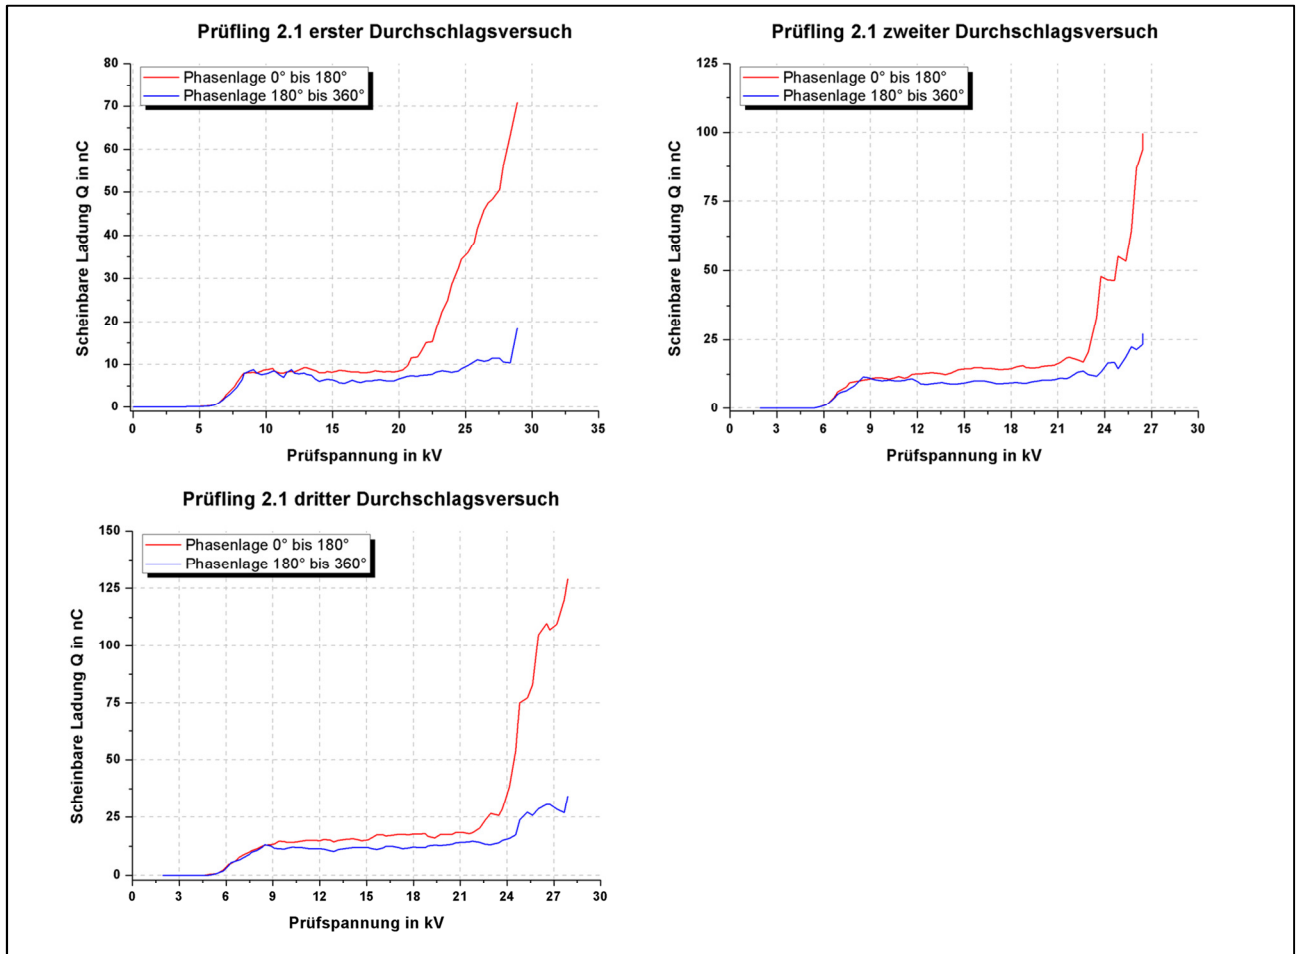 Prüfling 2.1 erster Durchschlagsversuch
Phasenlage 0° bis 180°
Phasenlage 180° bis 360°
Scheinbare Ladung Q in nC
80
70
60
50
40
30
20
10
0
0 5 10 15 20 25 30 35
Prüfspannung in kV
Prüfling 2.1 zweiter Durchschlagsversuch
Phasenlage 0° bis 180°
Phasenlage 180° bis 360°
Scheinbare Ladung Q in nC
125
100
75
50
25
0
0 3 6 9 12 15 18 21 24 27 30
Prüfspannung in kV
Prüfling 2.1 dritter Durchschlagsversuch
Phasenlage 0° bis 180°
Phasenlage 180° bis 360°
Scheinbare Ladung Q in nC
150
125
100
75
50
25
0
0 3 6 9 12 15 18 21 24 27 30
Prüfspannung in kV